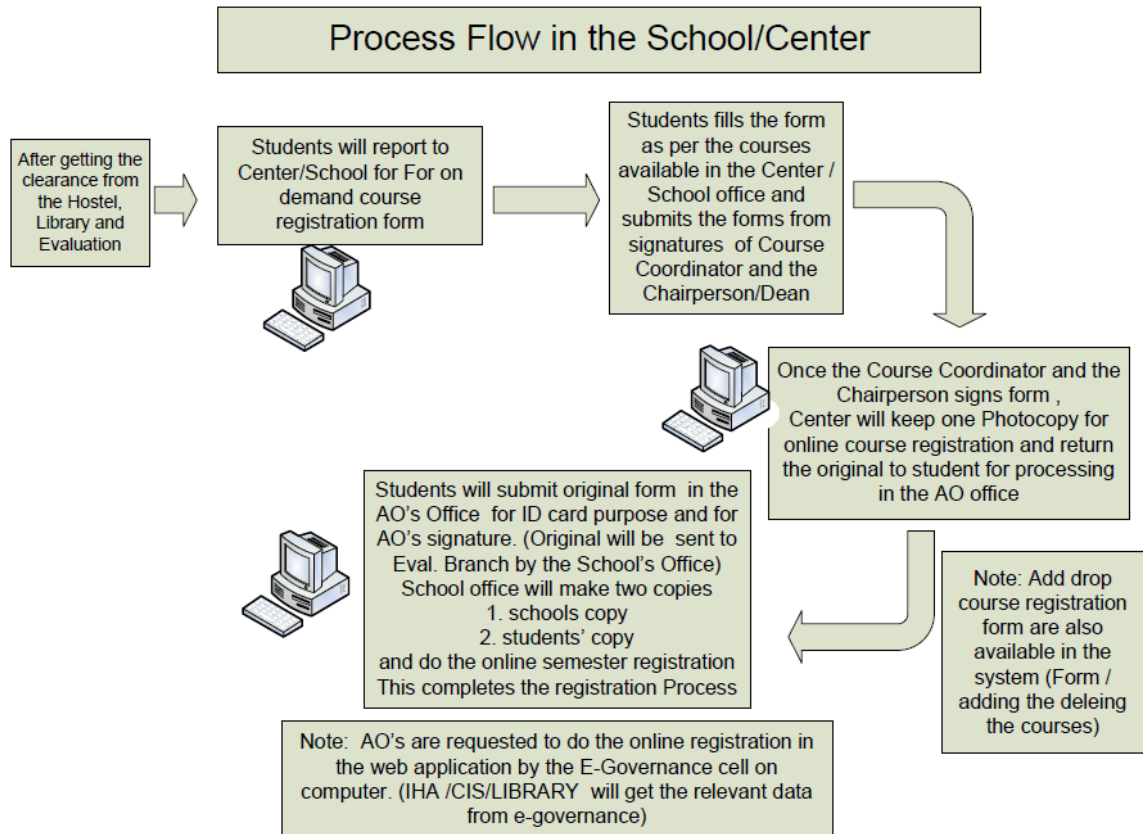 Process Flow in the School/Center
After getting the
clearance from
the Hostel,
Library and
Evaluation
Students will report to
Center/School for For on
demand course
registration form
Students fills the form
as per the courses
available in the Center /
School office and
submits the forms from
signatures of Course
Coordinator and the
Chairperson/Dean
Once the Course Coordinator and the
Chairperson signs form ,
Center will keep one Photocopy for
online course registration and return
the original to student for processing
in the AO office
Students will submit original form in the
AO's Office for ID card purpose and for
AO's signature. (Original will be sent to
Eval. Branch by the School's Office)
School office will make two copies
1. schools copy
2. students' copy
and do the online semester registration
This completes the registration Process
Note: Add drop
course registration
form are also
available in the
system (Form /
adding the deleing
the courses)
Note: AO's are requested to do the online registration in
the web application by the E-Governance cell on
computer. (IHA /CIS/LIBRARY will get the relevant data
from e-governance)